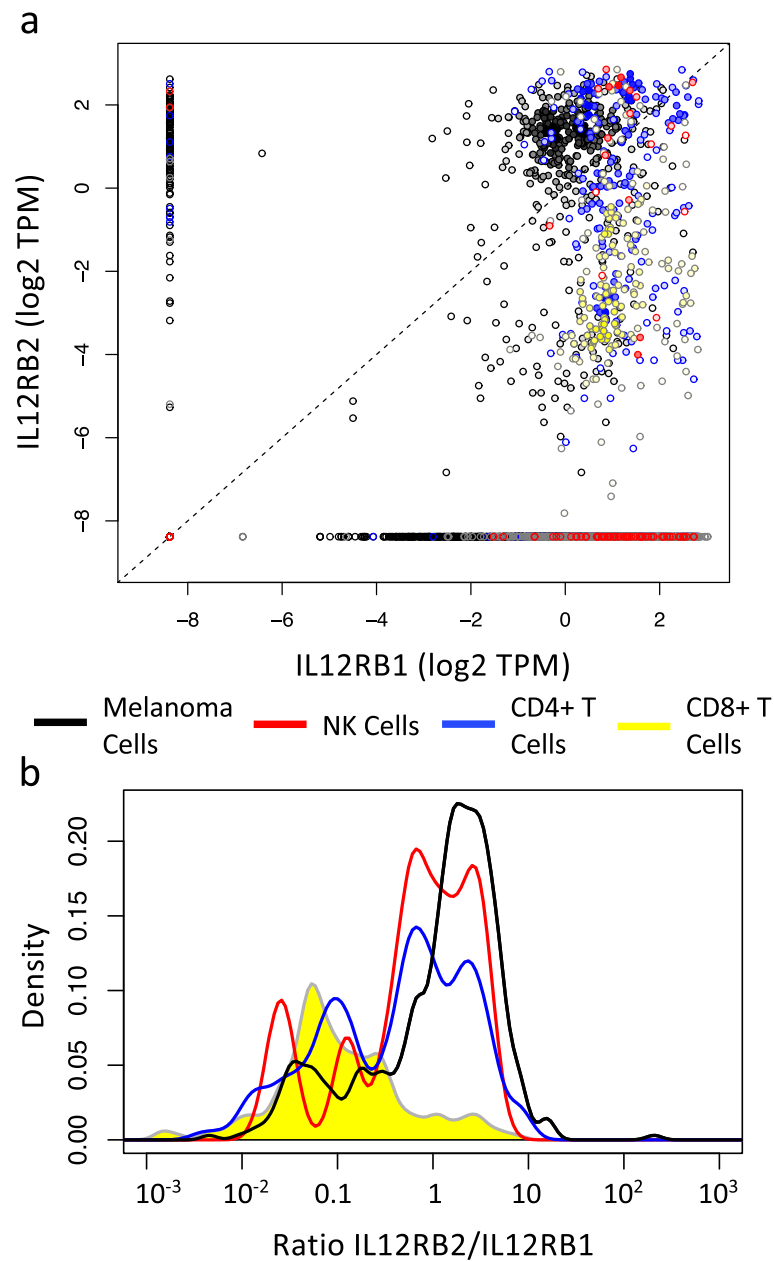 a
2
0
−2
−4
−6
−8
IL12RB2 (log2 TPM)
−8 −6 −4 −2 0 2
IL12RB1 (log2 TPM)
Melanoma Cells
NK Cells
CD4+ T Cells
CD8+ T Cells
b
0.20
0.15
0.10
0.05
0.00
Density
10-3 10-2 0.1 1 10 102 103
Ratio IL12RB2/IL12RB1